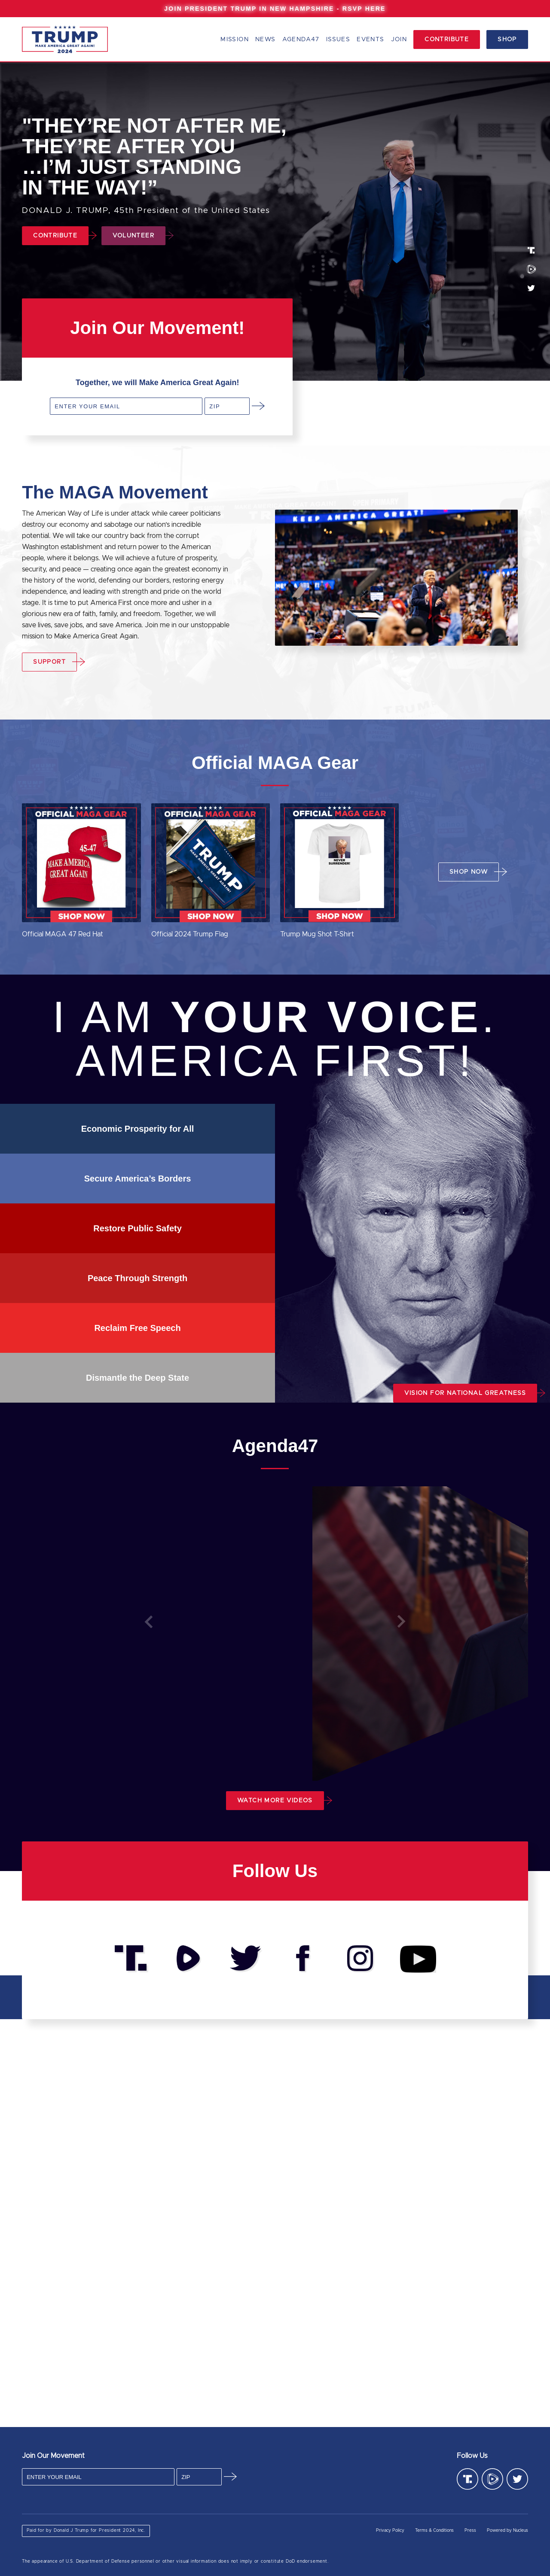 JOIN PRESIDENT TRUMP IN NEW HAMPSHIRE - RSVP HERE
TRUMP
MAKE AMERICA GREAT AGAIN!
2024
MISSION NEWS AGENDA47 ISSUES EVENTS JOIN CONTRIBUTE SHOP
"THEY’RE NOT AFTER ME,
THEY’RE AFTER YOU
…I’M JUST STANDING
IN THE WAY!”
DONALD J. TRUMP, 45th President of the United States
CONTRIBUTE VOLUNTEER
Join Our Movement!
Together, we will Make America Great Again!
ENTER YOUR EMAIL ZIP
The MAGA Movement
The American Way of Life is under attack while career politicians
destroy our economy and sabotage our nation's incredible
potential. We will take our country back from the corrupt
Washington establishment and return power to the American
people, where it belongs. We will achieve a future of prosperity,
security, and peace — creating once again the greatest economy in
the history of the world, defending our borders, restoring energy
independence, and leading with strength and pride on the world
stage. It is time to put America First once more and usher in a
glorious new era of faith, family, and freedom. Together, we will
save lives, save jobs, and save America. Join me in our unstoppable
mission to Make America Great Again.
KEEP AMERICA GREAT!
SUPPORT
Official MAGA Gear
OFFICIAL MAGA GEAR
45-47
MAKE AMERICA
GREAT AGAIN
SHOP NOW
Official MAGA 47 Red Hat
OFFICIAL MAGA GEAR
TRUMP
SHOP NOW
Official 2024 Trump Flag
OFFICIAL MAGA GEAR
NEVER
SURRENDER!
SHOP NOW
Trump Mug Shot T-Shirt
SHOP NOW
I AM YOUR VOICE.
AMERICA FIRST!
Economic Prosperity for All
Secure America’s Borders
Restore Public Safety
Peace Through Strength
Reclaim Free Speech
Dismantle the Deep State
VISION FOR NATIONAL GREATNESS
Agenda47
WATCH MORE VIDEOS
Follow Us
Join Our Movement
ENTER YOUR EMAIL ZIP
Follow Us
Paid for by Donald J Trump for President 2024, Inc
Privacy Policy Terms & Conditions Press Powered by Nucleus
The appearance of U.S. Department of Defense personnel or other visual information does not imply or constitute DoD endorsement